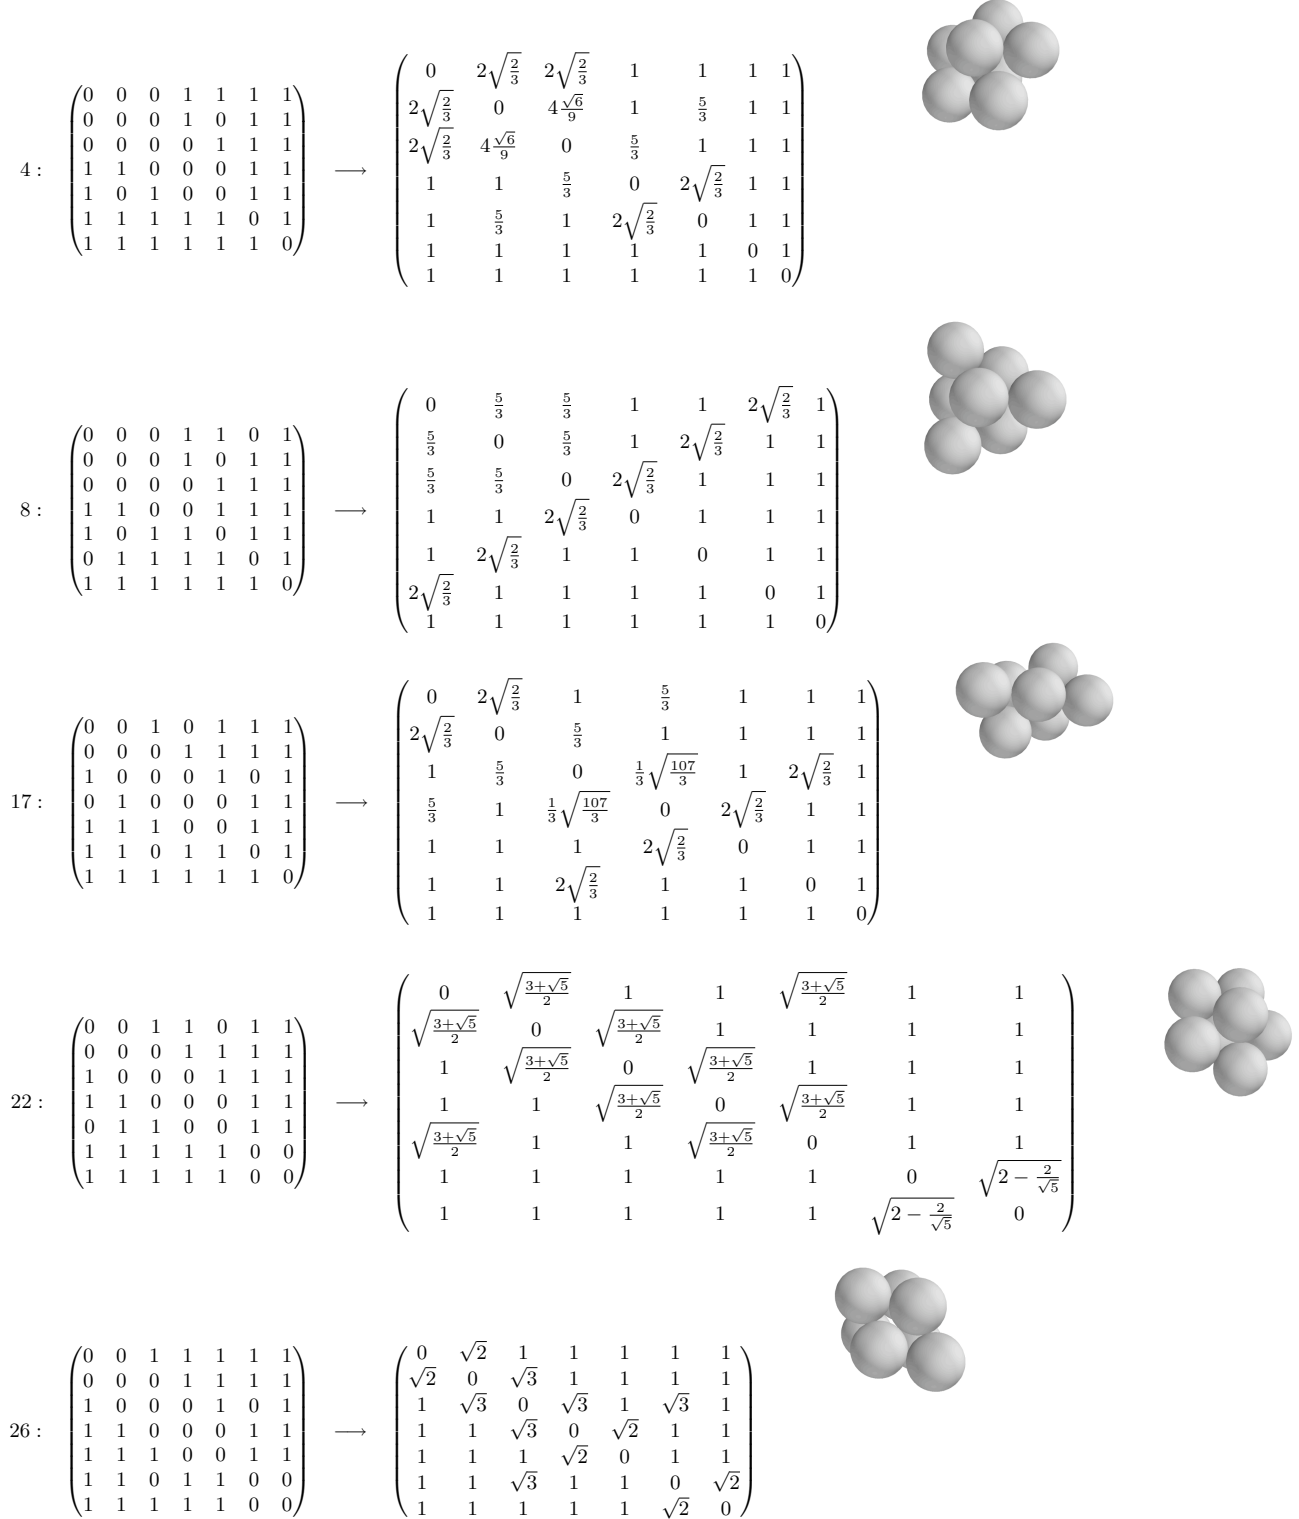 4 :
0 0 0 1 1 1 1
0 0 0 1 0 1 1
0 0 0 0 1 1 1
1 1 0 0 0 1 1
1 0 1 0 0 1 1
1 1 1 1 1 0 1
1 1 1 1 1 1 0
⟶
0 2√(2/3) 2√(2/3) 1 1 1 1
2√(2/3) 0 4√6/9 1 5/3 1 1
2√(2/3) 4√6/9 0 5/3 1 1 1
1 1 5/3 0 2√(2/3) 1 1
1 5/3 1 2√(2/3) 0 1 1
1 1 1 1 1 0 1
1 1 1 1 1 1 0
8 :
0 0 0 1 1 0 1
0 0 0 1 0 1 1
0 0 0 0 1 1 1
1 1 0 0 1 1 1
1 0 1 1 0 1 1
0 1 1 1 1 0 1
1 1 1 1 1 1 0
⟶
0 5/3 5/3 1 1 2√(2/3) 1
5/3 0 5/3 1 2√(2/3) 1 1
5/3 5/3 0 2√(2/3) 1 1 1
1 1 2√(2/3) 0 1 1 1
1 2√(2/3) 1 1 0 1 1
2√(2/3) 1 1 1 1 0 1
1 1 1 1 1 1 0
17 :
0 0 1 0 1 1 1
0 0 0 1 1 1 1
1 0 0 0 1 0 1
0 1 0 0 0 1 1
1 1 1 0 0 1 1
1 1 0 1 1 0 1
1 1 1 1 1 1 0
⟶
0 2√(2/3) 1 5/3 1 1 1
2√(2/3) 0 5/3 1 1 1 1
1 5/3 0 1/3√(107/3) 1 2√(2/3) 1
5/3 1 1/3√(107/3) 0 2√(2/3) 1 1
1 1 1 2√(2/3) 0 1 1
1 1 2√(2/3) 1 1 0 1
1 1 1 1 1 1 0
22 :
0 0 1 1 0 1 1
0 0 0 1 1 1 1
1 0 0 0 1 1 1
1 1 0 0 0 1 1
0 1 1 0 0 1 1
1 1 1 1 1 0 0
1 1 1 1 1 0 0
⟶
0 √((3+√5)/2) 1 1 √((3+√5)/2) 1 1
√((3+√5)/2) 0 √((3+√5)/2) 1 1 1 1
1 √((3+√5)/2) 0 √((3+√5)/2) 1 1 1
1 1 √((3+√5)/2) 0 √((3+√5)/2) 1 1
√((3+√5)/2) 1 1 √((3+√5)/2) 0 1 1
1 1 1 1 1 0 √(2 − 2/√5)
1 1 1 1 1 √(2 − 2/√5) 0
26 :
0 0 1 1 1 1 1
0 0 0 1 1 1 1
1 0 0 0 1 0 1
1 1 0 0 0 1 1
1 1 1 0 0 1 1
1 1 0 1 1 0 0
1 1 1 1 1 0 0
⟶
0 √2 1 1 1 1 1
√2 0 √3 1 1 1 1
1 √3 0 √3 1 √3 1
1 1 √3 0 √2 1 1
1 1 1 √2 0 1 1
1 1 √3 1 1 0 √2
1 1 1 1 1 √2 0